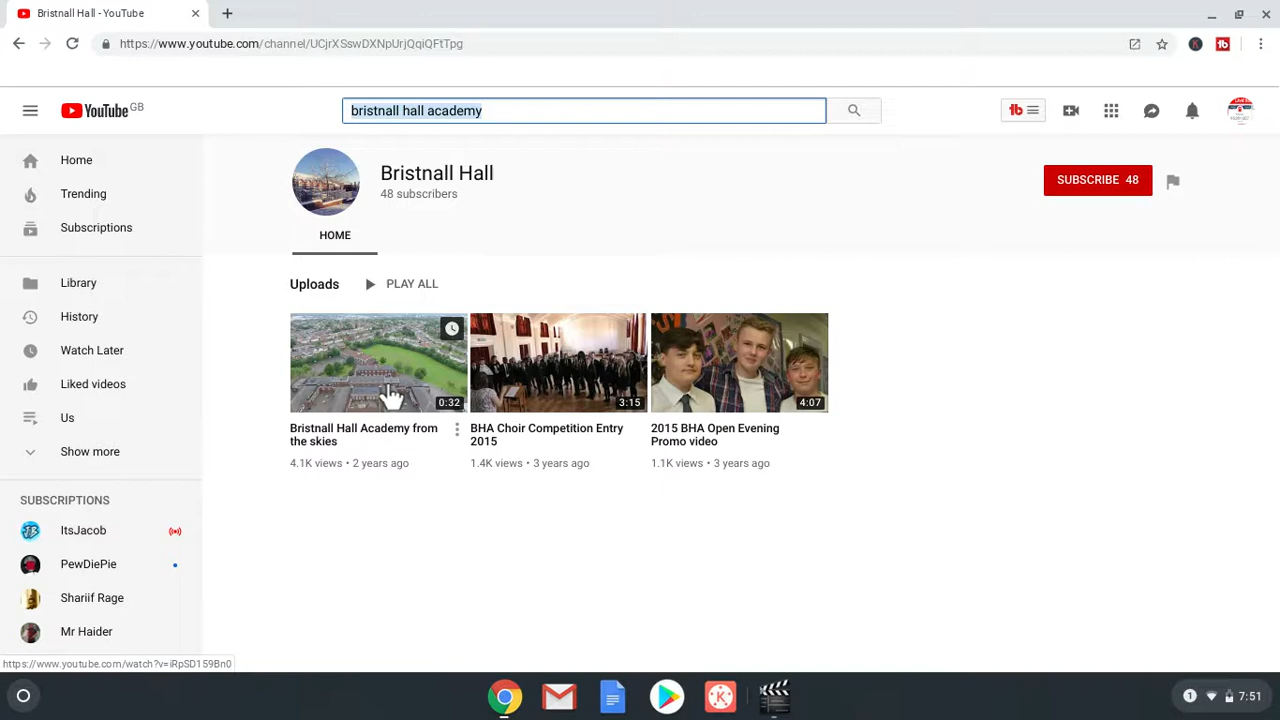 Bristnall Hall - YouTube
https://www.youtube.com/channel/UCjrXSswDXNpUrjQqiQFtTpg
YouTube GB
bristnall hall academy
Home
Trending
Subscriptions
Library
History
Watch Later
Liked videos
Us
Show more
SUBSCRIPTIONS
ItsJacob
PewDiePie
Shariif Rage
Mr Haider
https://www.youtube.com/watch?v=iRpSD159Bn0
Bristnall Hall
48 subscribers
SUBSCRIBE 48
HOME
Uploads
PLAY ALL
0:32
Bristnall Hall Academy from
the skies
4.1K views • 2 years ago
3:15
BHA Choir Competition Entry
2015
1.4K views • 3 years ago
4:07
2015 BHA Open Evening
Promo video
1.1K views • 3 years ago
1
7:51